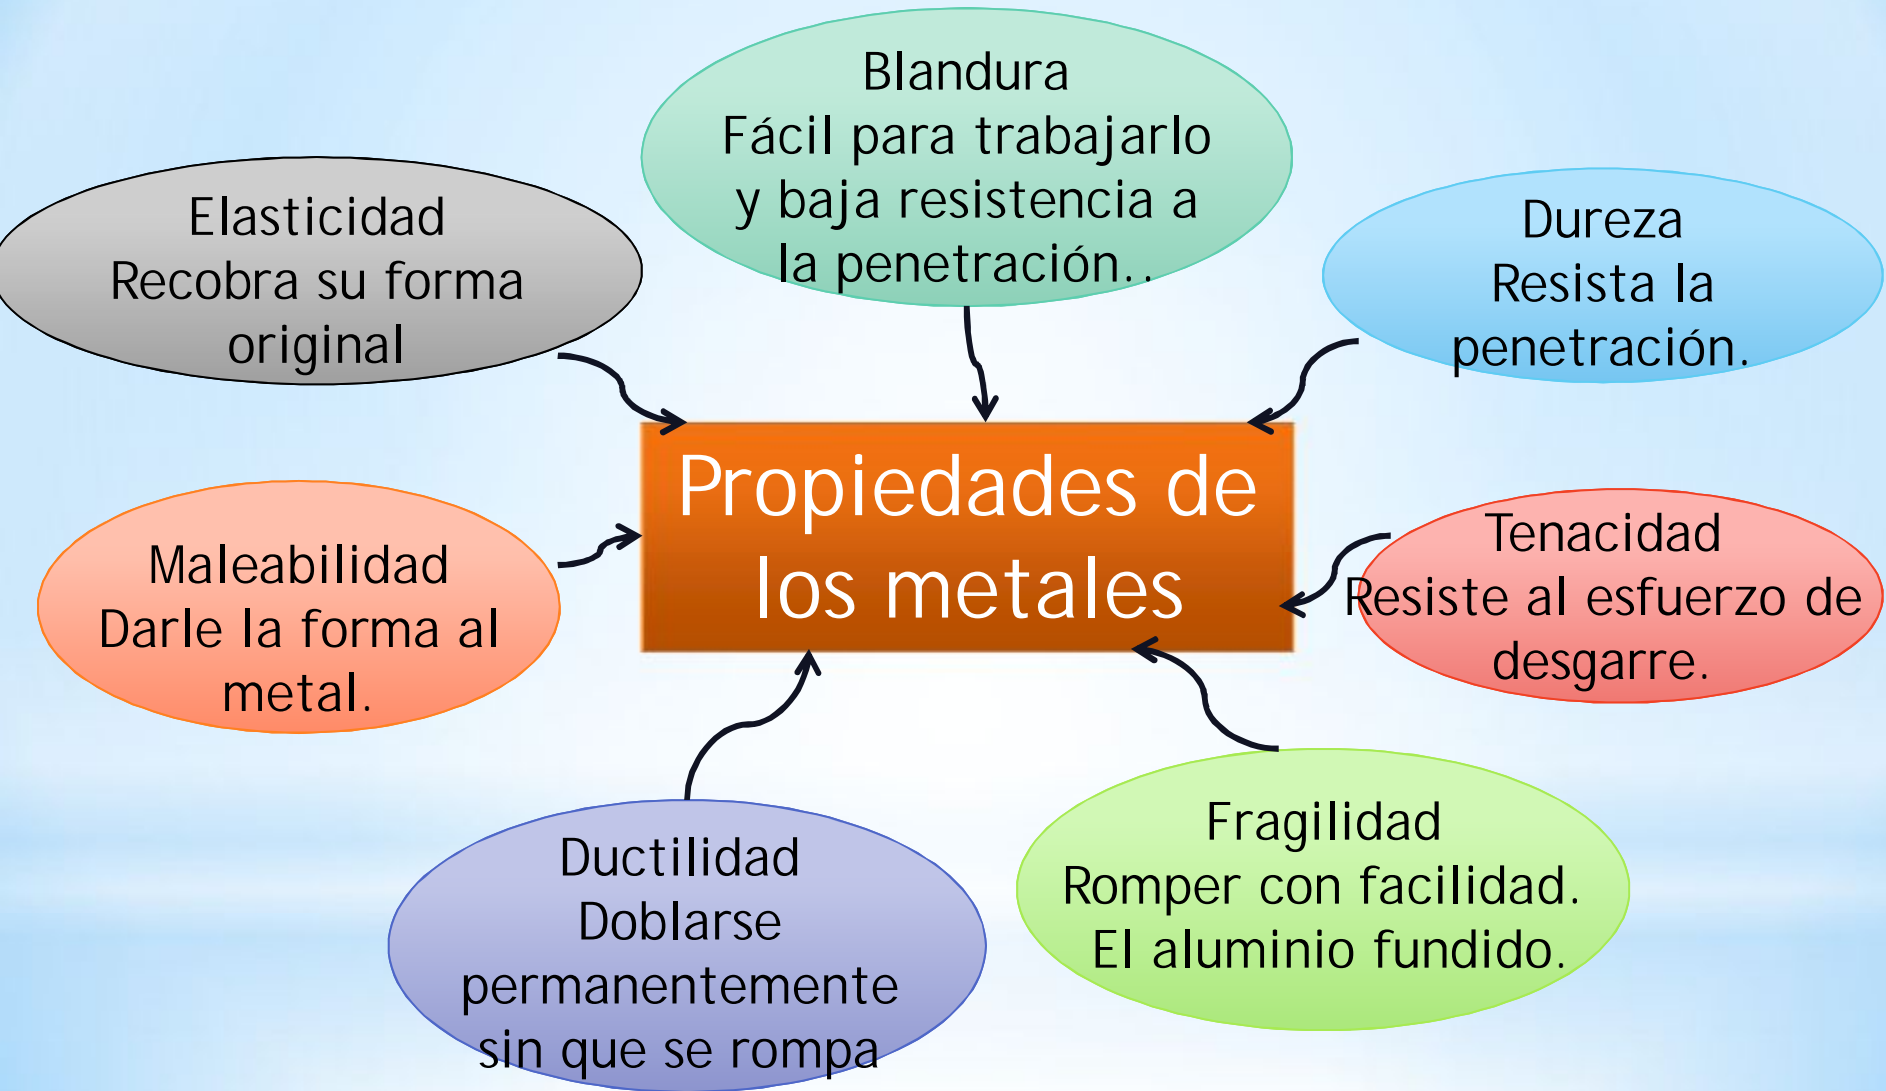 Blandura
Fácil para trabajarlo
y baja resistencia a
la penetración..
Elasticidad
Recobra su forma
original
Dureza
Resista la
penetración.
Propiedades de
los metales
Maleabilidad
Darle la forma al
metal.
Tenacidad
Resiste al esfuerzo de
desgarre.
Ductilidad
Doblarse
permanentemente
sin que se rompa
Fragilidad
Romper con facilidad.
El aluminio fundido.